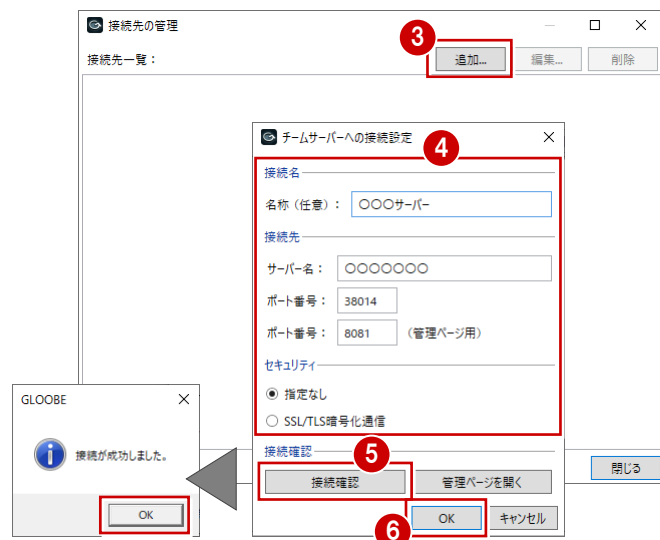 接続先の管理
接続先一覧：
3
追加...
編集...
削除
チームサーバーへの接続設定
4
接続名
名称（任意）：
〇〇〇サーバー
接続先
サーバー名：
〇〇〇〇〇〇〇
ポート番号：
38014
ポート番号：
8081
（管理ページ用）
セキュリティ
指定なし
SSL/TLS暗号化通信
接続確認
5
接続確認
管理ページを開く
6
OK
キャンセル
閉じる
GLOOBE
接続が成功しました。
OK